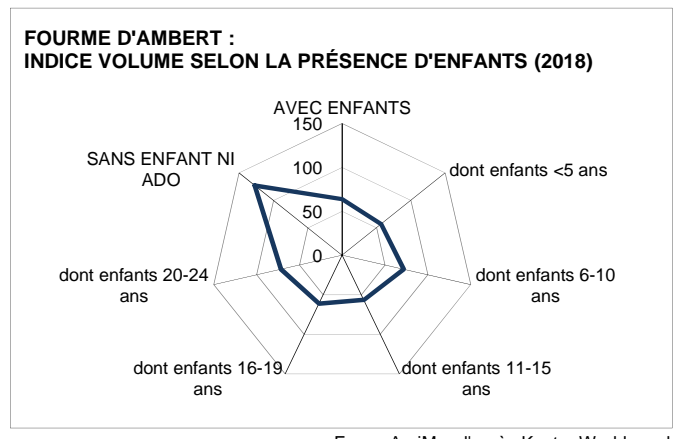 FOURME D'AMBERT :
INDICE VOLUME SELON LA PRÉSENCE D'ENFANTS (2018)
AVEC ENFANTS
150
100
50
0
dont enfants <5 ans
dont enfants 6-10
ans
dont enfants 11-15
ans
dont enfants 16-19
ans
dont enfants 20-24
ans
SANS ENFANT NI
ADO